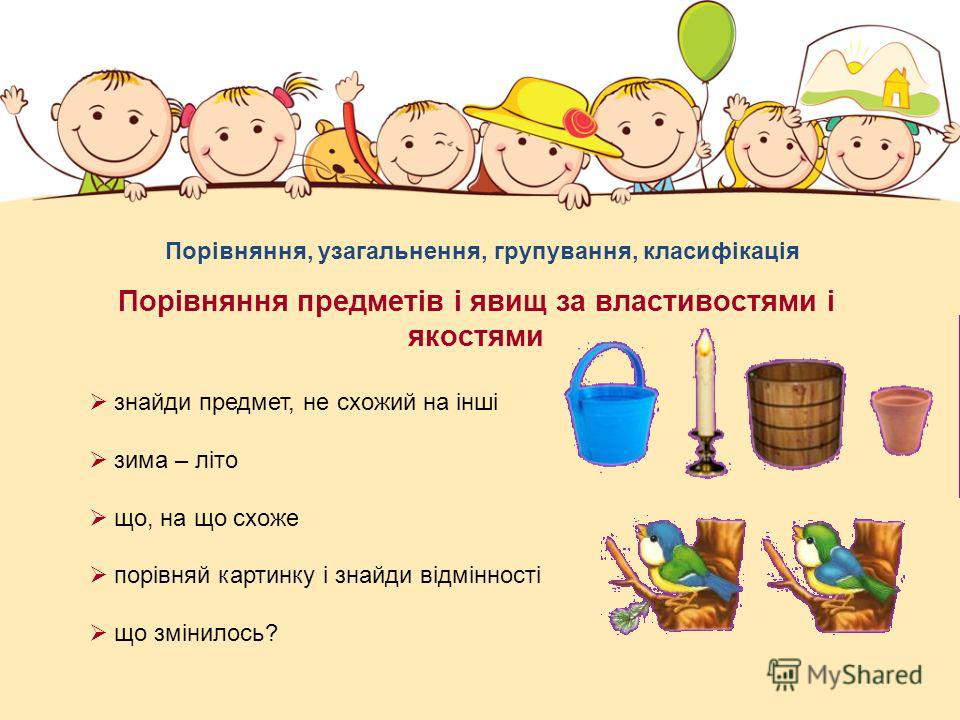 Порівняння, узагальнення, групування, класифікація
Порівняння предметів і явищ за властивостями і
якостями
➢ знайди предмет, не схожий на інші
➢ зима – літо
➢ що, на що схоже
➢ порівняй картинку і знайди відмінності
➢ що змінилось?
MyShared